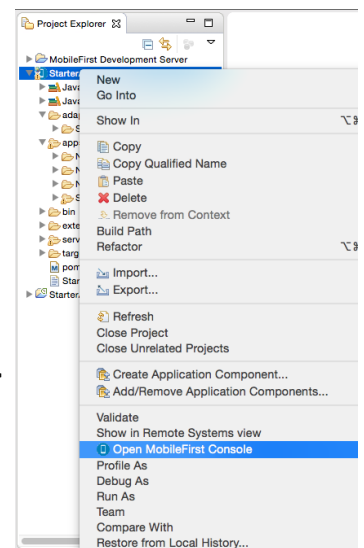 Project Explorer
MobileFirst Development Server
Starter
Java
Java
adap
S
app
N
N
N
S
bin
exte
serv
targ
pom
Star
Starter
New
Go Into
Show In
Copy
Copy Qualified Name
Paste
Delete
Remove from Context
Build Path
Refactor
Import...
Export...
Refresh
Close Project
Close Unrelated Projects
Create Application Component...
Add/Remove Application Components...
Validate
Show in Remote Systems view
Open MobileFirst Console
Profile As
Debug As
Run As
Team
Compare With
Restore from Local History...